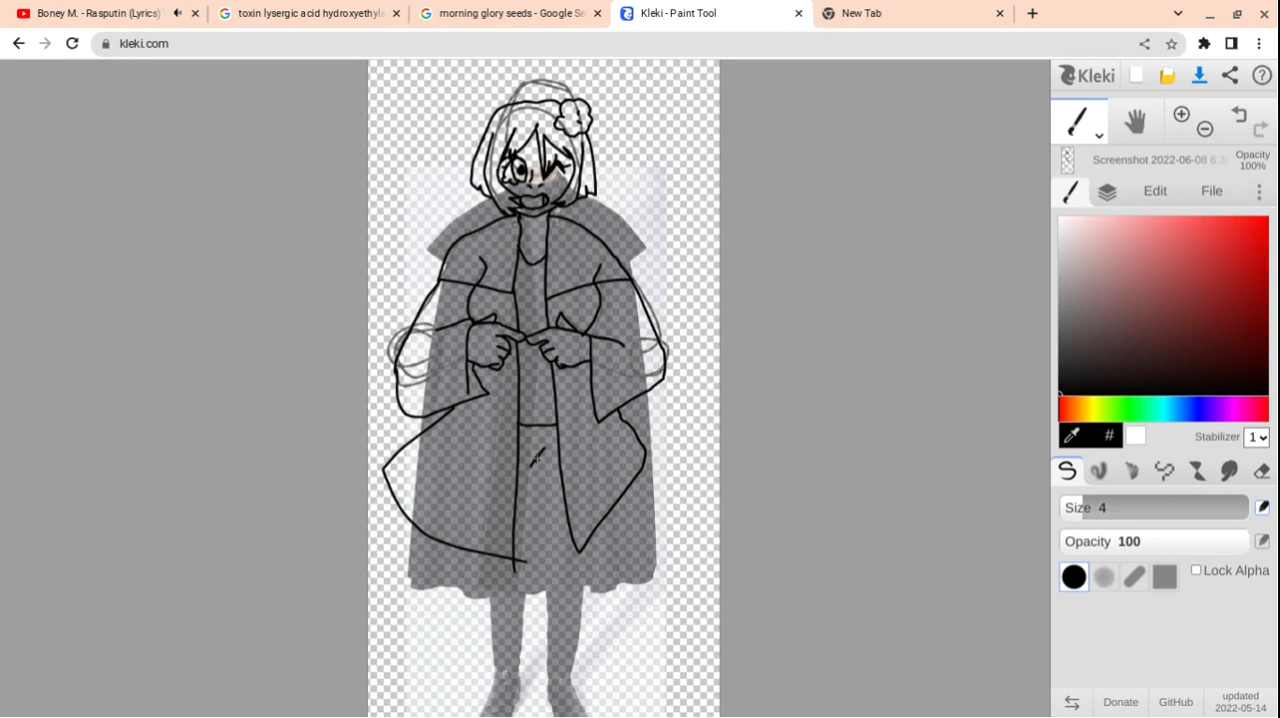 Boney M. - Rasputin (Lyrics)
toxin lysergic acid hydroxyethyla
morning glory seeds - Google Se
Kleki - Paint Tool
New Tab
kleki.com
Kleki
Screenshot 2022-06-08 6.3
Opacity
100%
Edit
File
#
Stabilizer 1
Size 4
Opacity 100
Lock Alpha
Donate
GitHub
updated
2022-05-14